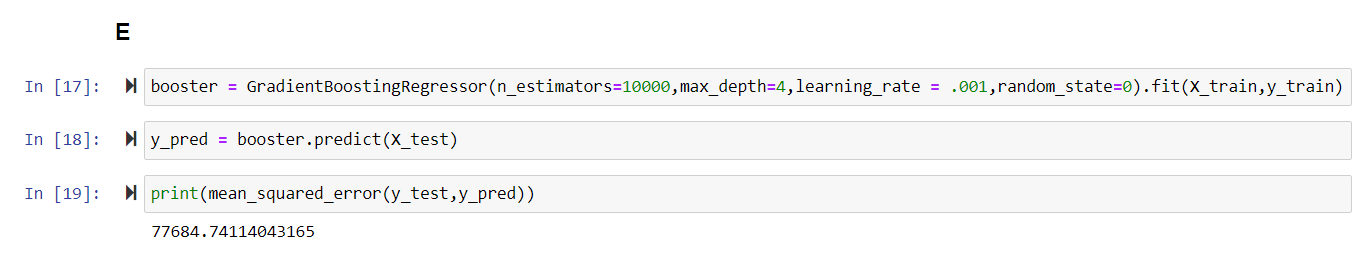 E
In [17]: booster = GradientBoostingRegressor(n_estimators=10000,max_depth=4,learning_rate = .001,random_state=0).fit(X_train,y_train)
In [18]: y_pred = booster.predict(X_test)
In [19]: print(mean_squared_error(y_test,y_pred))
77684.74114043165